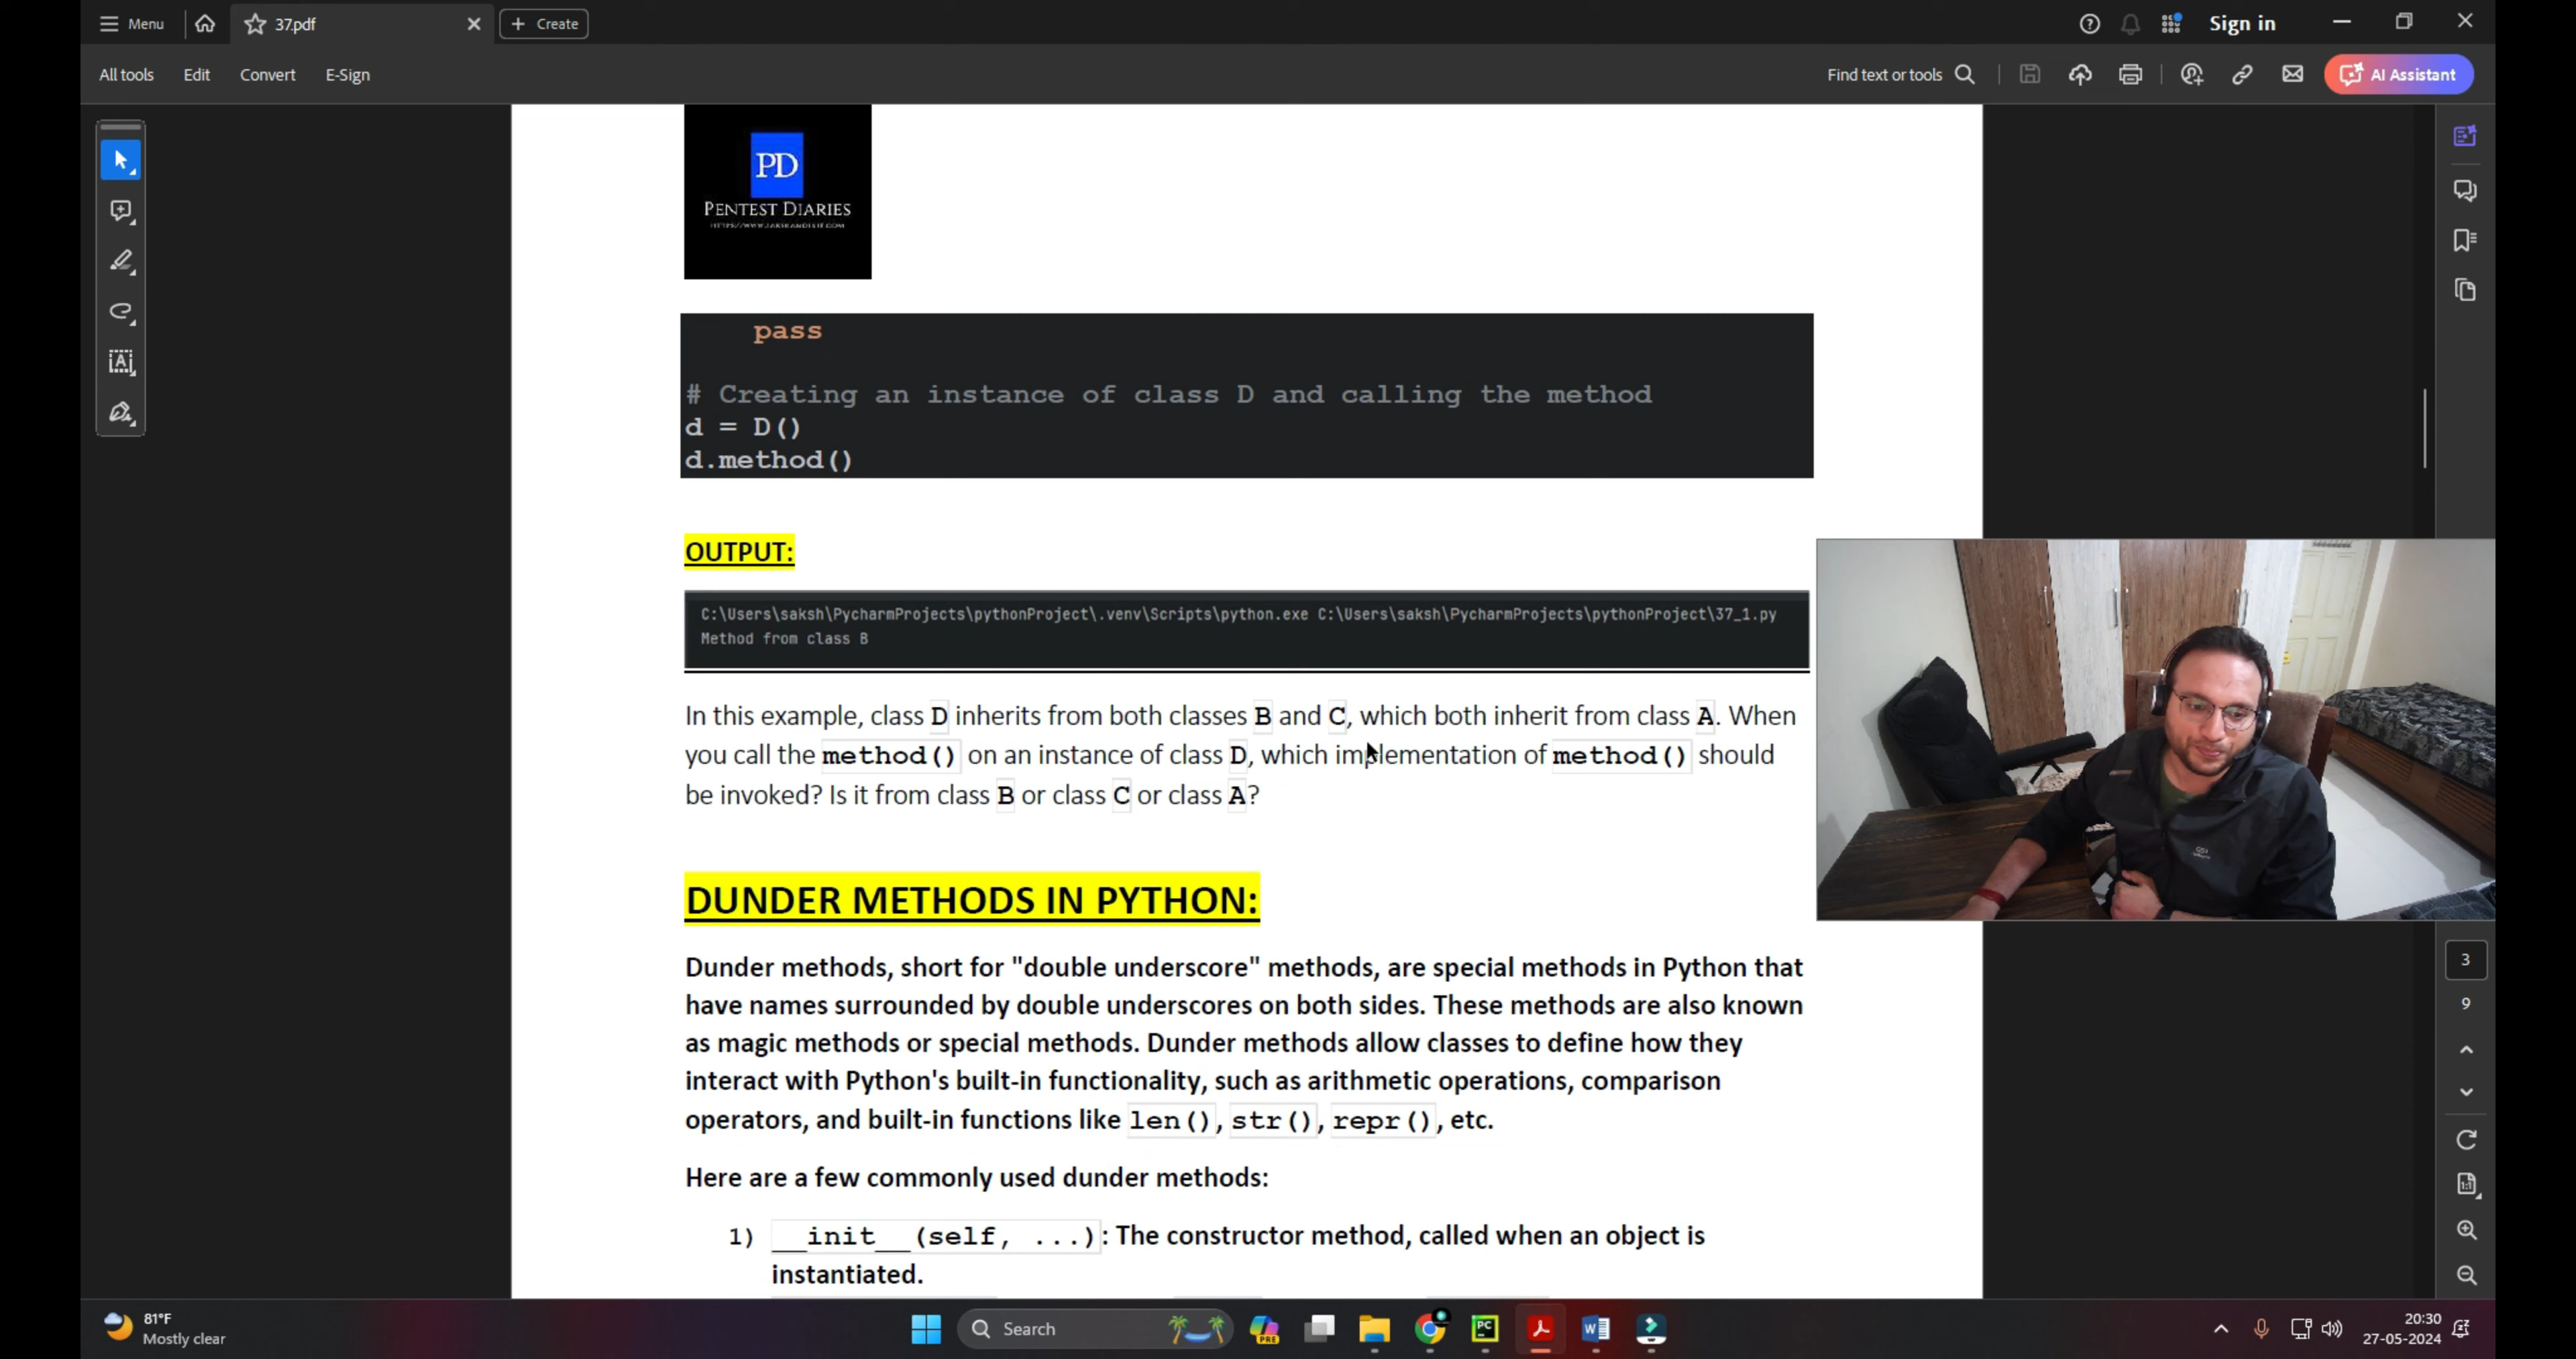 Menu
37.pdf
Create
Sign in
All tools
Edit
Convert
E-Sign
Find text or tools
AI Assistant
PD
PENTEST DIARIES
pass
# Creating an instance of class D and calling the method
d = D()
d.method()
OUTPUT:
C:\Users\saksh\PycharmProjects\pythonProject\.venv\Scripts\python.exe C:\Users\saksh\PycharmProjects\pythonProject\37_1.py
Method from class B
In this example, class D inherits from both classes B and C, which both inherit from class A. When
you call the method() on an instance of class D, which implementation of method() should
be invoked? Is it from class B or class C or class A?
DUNDER METHODS IN PYTHON:
Dunder methods, short for "double underscore" methods, are special methods in Python that
have names surrounded by double underscores on both sides. These methods are also known
as magic methods or special methods. Dunder methods allow classes to define how they
interact with Python's built-in functionality, such as arithmetic operations, comparison
operators, and built-in functions like len(), str(), repr(), etc.
Here are a few commonly used dunder methods:
1) __init__(self, ...): The constructor method, called when an object is
instantiated.
3
9
81°F
Mostly clear
Search
PRE
PC
W
20:30
27-05-2024